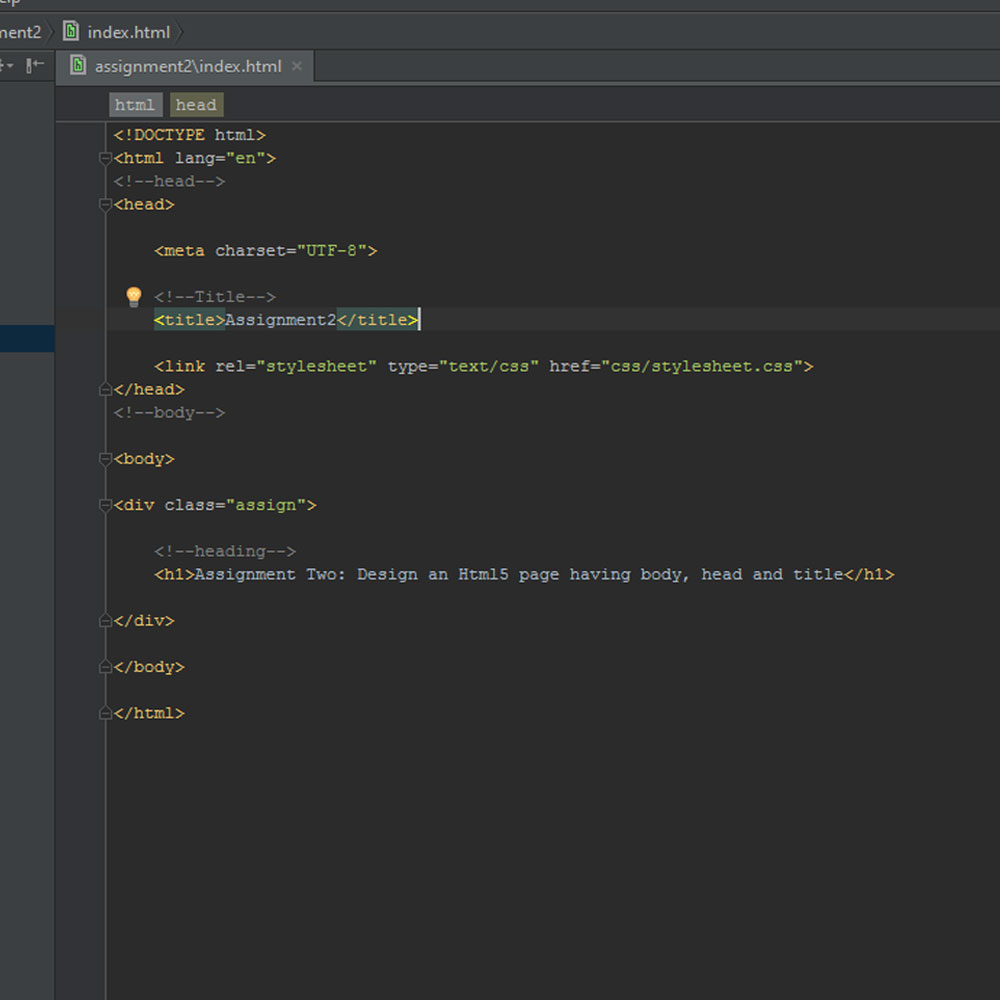 ment2 index.html
assignment2\index.html
html head
<!DOCTYPE html>
<html lang="en">
<!--head-->
<head>
<meta charset="UTF-8">
<!--Title-->
<title>Assignment2</title>
<link rel="stylesheet" type="text/css" href="css/stylesheet.css">
</head>
<!--body-->
<body>
<div class="assign">
<!--heading-->
<h1>Assignment Two: Design an Html5 page having body, head and title</h1>
</div>
</body>
</html>